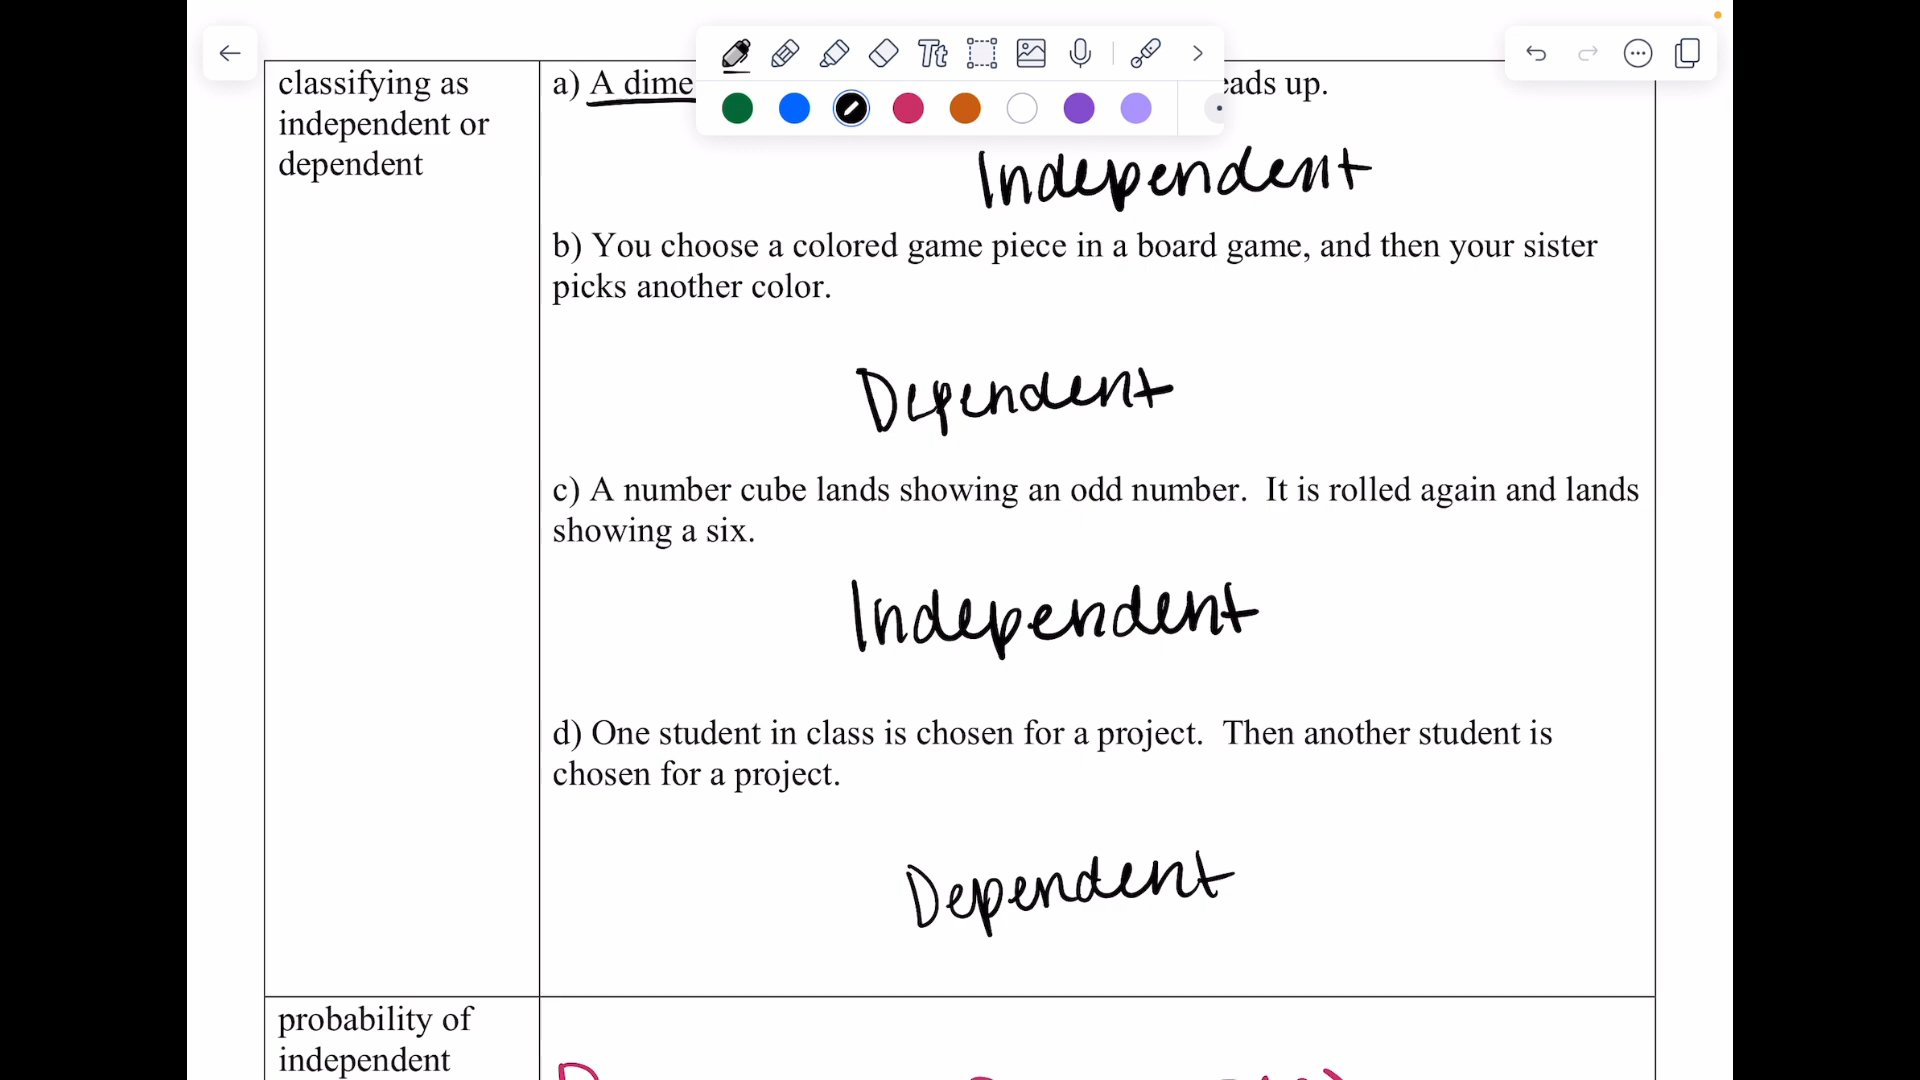 classifying as
independent or
dependent
a) A dime
eads up.
Independent
b) You choose a colored game piece in a board game, and then your sister
picks another color.
Dependent
c) A number cube lands showing an odd number. It is rolled again and lands
showing a six.
Independent
d) One student in class is chosen for a project. Then another student is
chosen for a project.
Dependent
probability of
independent
Tt